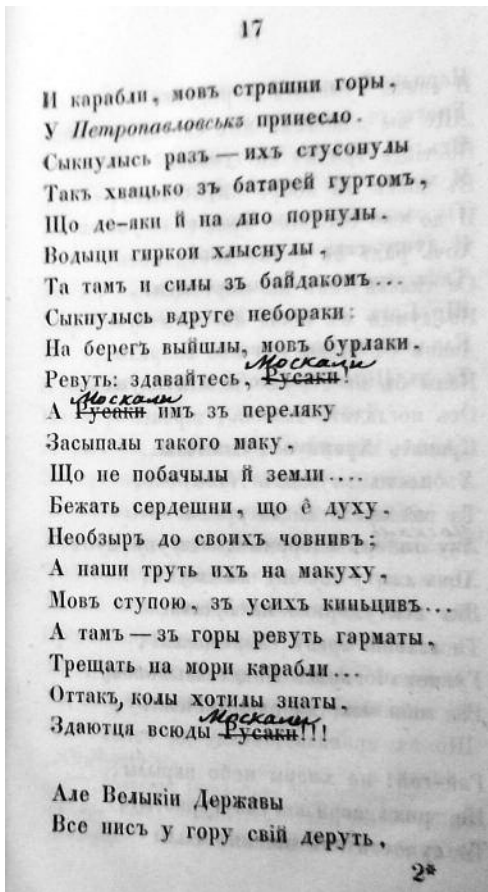 17
И карабли, мовъ страшни горы,
У Петропавловськъ принесло.
Сыкнулысь разъ — ихъ стусонулы
Такъ хвацько зъ батарей гуртомъ,
Що де-яки й на дно порнулы.
Водыци гиркои хлыснулы,
Та тамъ и силы зъ байдакомъ...
Сыкнулысь вдруге небораки:
На берегъ выйшлы, мовъ бурлаки.
Москали
Ревуть: здавайтесь, Русаки!
Москали
А Русаки имъ зъ переляку
Засыпалы такого маку,
Що не побачылы й земли...
Бежать сердешни, що ê духу,
Необзыръ до своихъ човнивъ:
А наши труть ихъ на макуху,
Мовъ ступою, зъ усихъ киньцивъ...
А тамъ — зъ горы ревуть гарматы,
Трещать на мори карабли...
Оттакъ, колы хотилы знаты,
Москали
Здаютця всюды Русаки!!!
Але Велыкіи Державы
Все нисъ у гору свій деруть,
2*